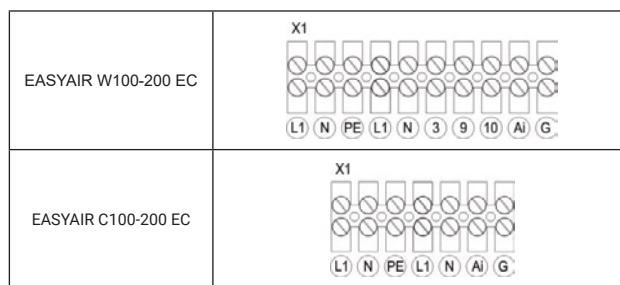 X1
EASYAIR W100-200 EC
L1 N PE L1 N 3 9 10 Ai G
X1
EASYAIR C100-200 EC
L1 N PE L1 N Ai G